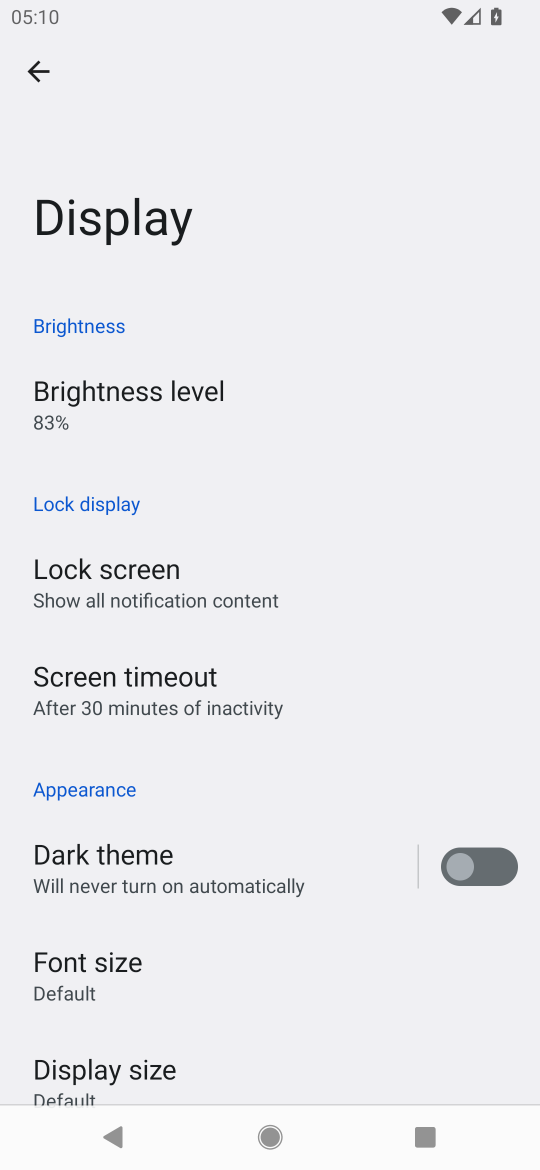 05:10
Display
Brightness
Brightness level
83%
Lock display
Lock screen
Show all notification content
Screen timeout
After 30 minutes of inactivity
Appearance
Dark theme
Will never turn on automatically
Font size
Default
Display size
Default